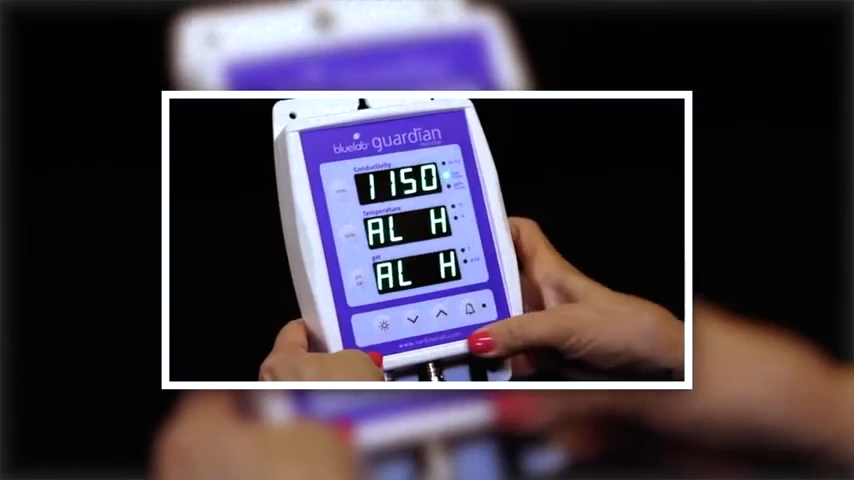 bluelab guardian
Conductivity
1150
Temperature
AL H
pH
AL H